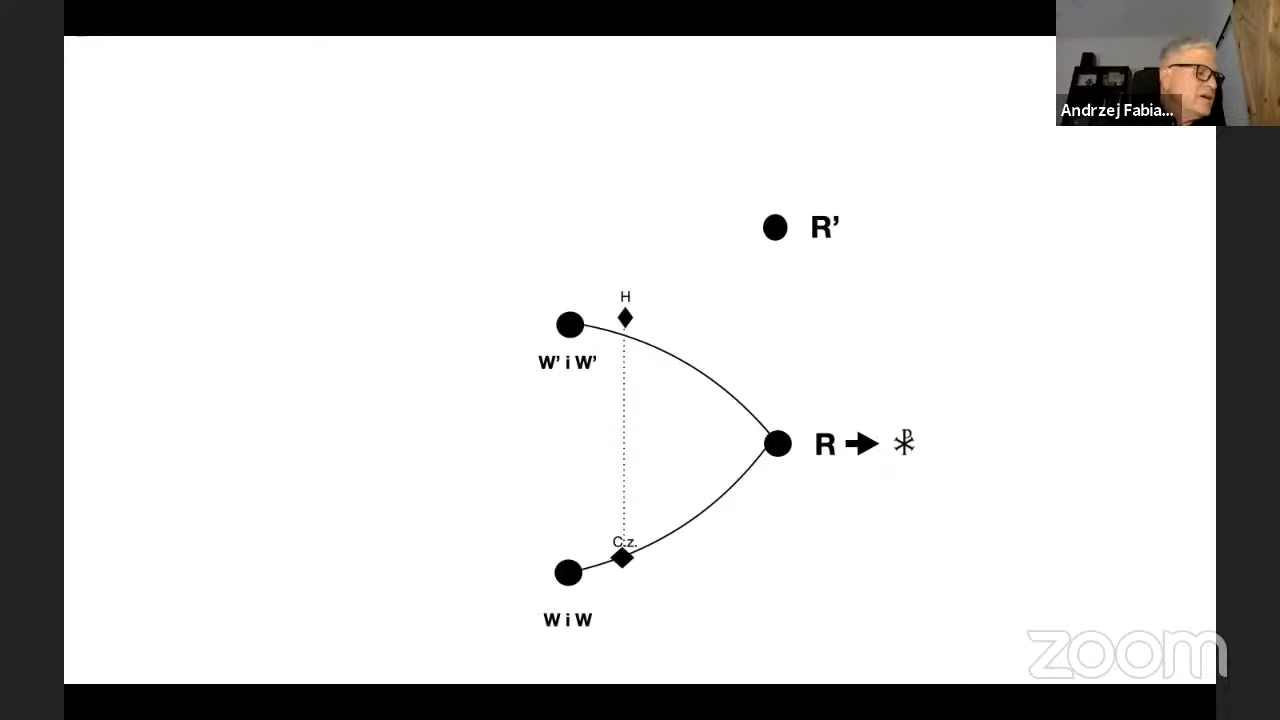 Andrzej Fabia...
R’
H
W’ i W’
R ➡ ☧
C.z.
W i W
zoom